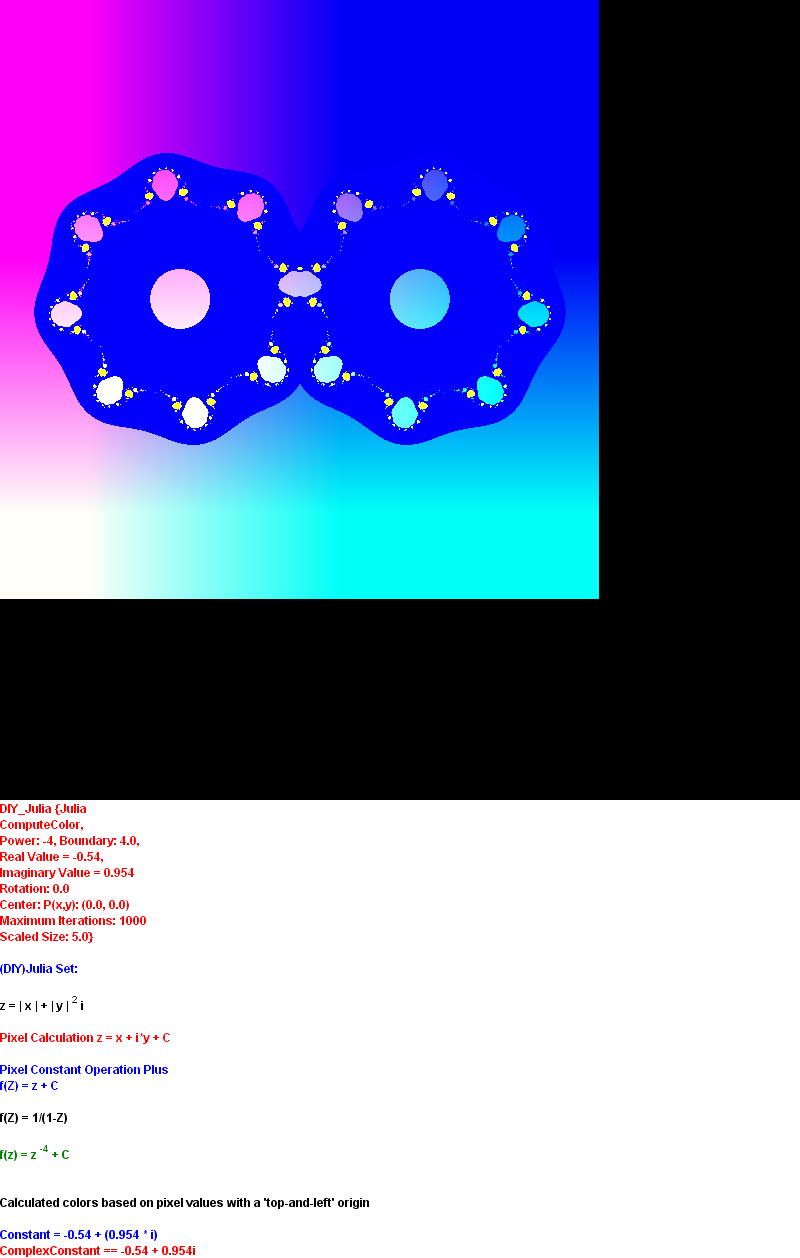 DIY_Julia {Julia
ComputeColor,
Power: -4, Boundary: 4.0,
Real Value = -0.54,
Imaginary Value = 0.954
Rotation: 0.0
Center: P(x,y): (0.0, 0.0)
Maximum Iterations: 1000
Scaled Size: 5.0}
(DIY)Julia Set:
z = | x | + | y | ² i
Pixel Calculation z = x + i*y + C
Pixel Constant Operation Plus
f(Z) = z + C
f(Z) = 1/(1-Z)
f(z) = z ⁻⁴ + C
Calculated colors based on pixel values with a 'top-and-left' origin
Constant = -0.54 + (0.954 * i)
ComplexConstant == -0.54 + 0.954i